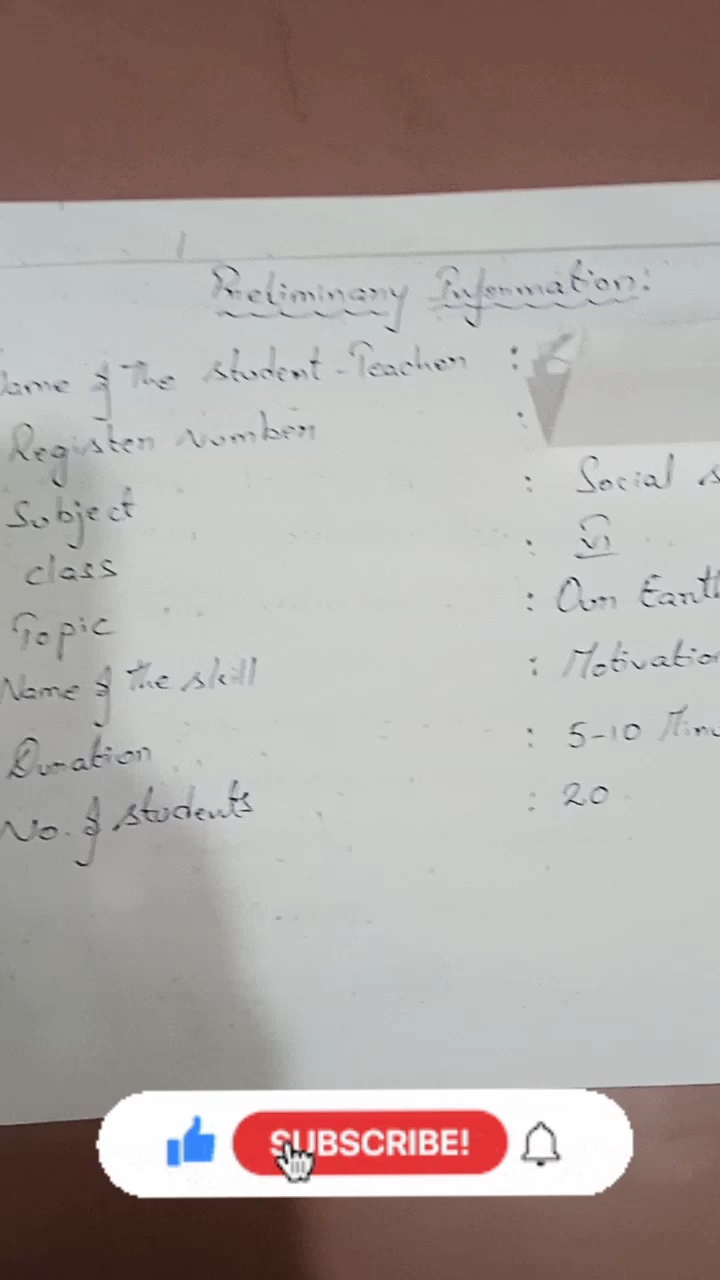 Preliminary Information:
Name of the student-Teacher :
Register Number :
Subject : Social s
class : VI
Topic : Our Earth
Name of the skill : Motivation
Duration : 5-10 Minu
No. of students : 20
SUBSCRIBE!